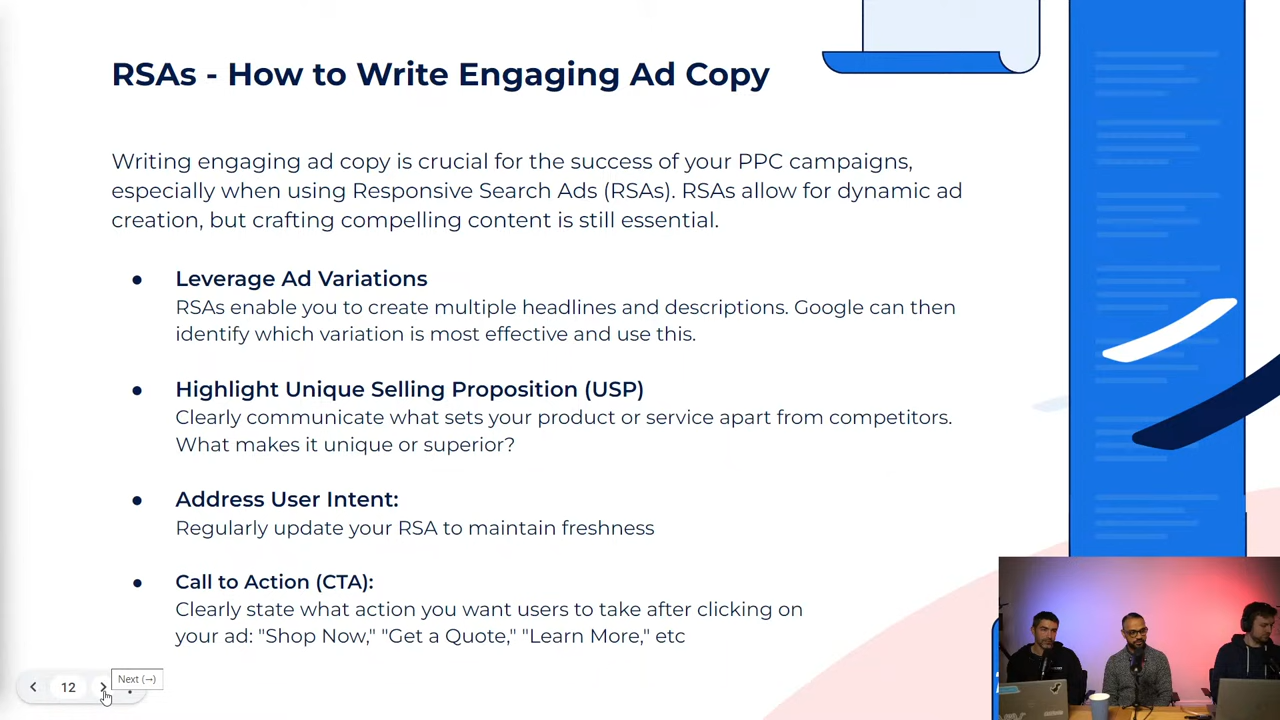 RSAs - How to Write Engaging Ad Copy
Writing engaging ad copy is crucial for the success of your PPC campaigns,
especially when using Responsive Search Ads (RSAs). RSAs allow for dynamic ad
creation, but crafting compelling content is still essential.
● Leverage Ad Variations
RSAs enable you to create multiple headlines and descriptions. Google can then
identify which variation is most effective and use this.
● Highlight Unique Selling Proposition (USP)
Clearly communicate what sets your product or service apart from competitors.
What makes it unique or superior?
● Address User Intent:
Regularly update your RSA to maintain freshness
● Call to Action (CTA):
Clearly state what action you want users to take after clicking on
your ad: "Shop Now," "Get a Quote," "Learn More," etc
Next (→)
12